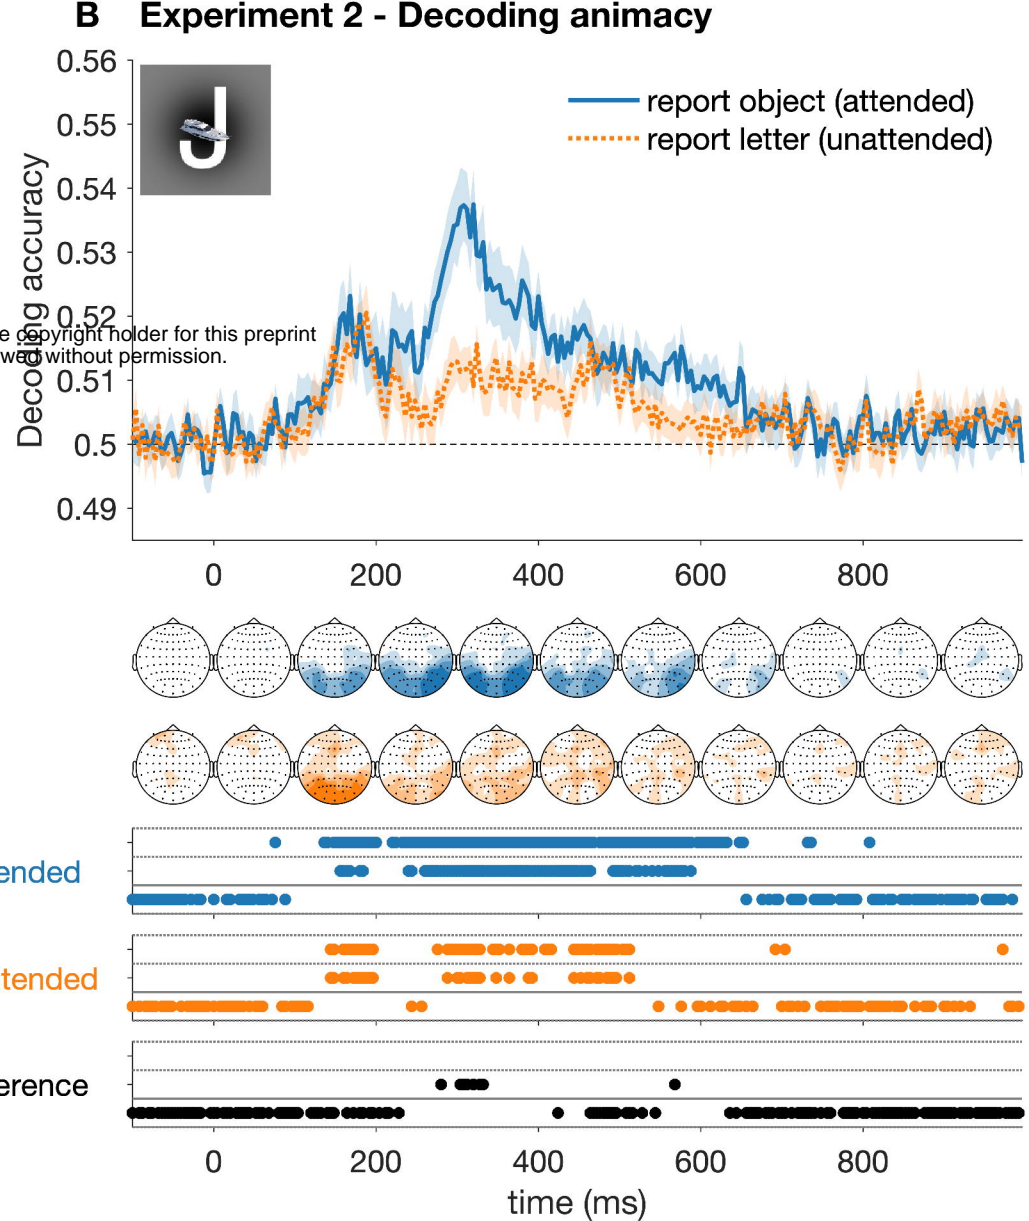 B Experiment 2 - Decoding animacy
0.56
0.55
0.54
0.53
0.52
0.51
0.5
0.49
Decoding accuracy
J
report object (attended)
report letter (unattended)
e copyright holder for this preprint
wed without permission.
0 200 400 600 800
ended
tended
erence
0 200 400 600 800
time (ms)